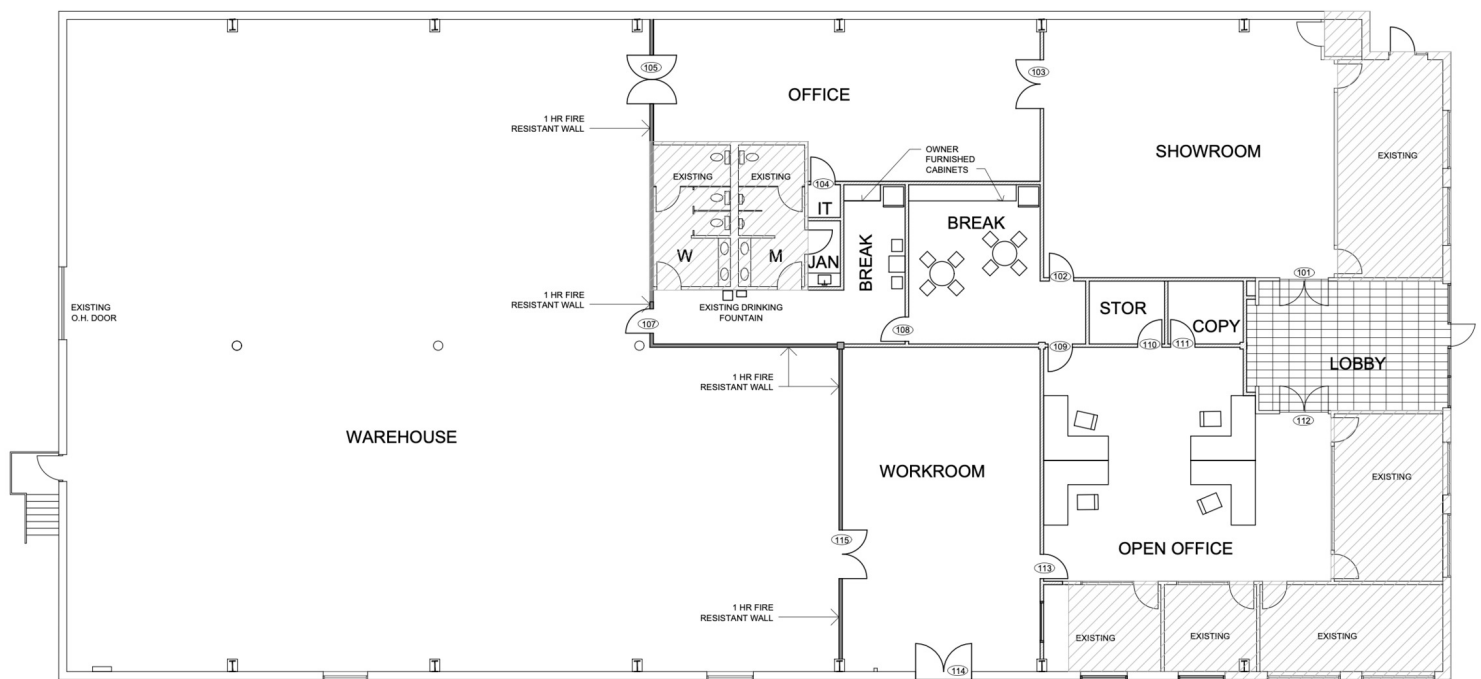 105
103
OFFICE
1 HR FIRE
RESISTANT WALL
OWNER
FURNISHED
CABINETS
SHOWROOM
EXISTING
EXISTING
EXISTING
104
IT
BREAK
BREAK
W
M
JAN
102
101
1 HR FIRE
RESISTANT WALL
EXISTING DRINKING
FOUNTAIN
EXISTING
O.H. DOOR
STOR
COPY
107
108
109
110
111
LOBBY
1 HR FIRE
RESISTANT WALL
112
WAREHOUSE
WORKROOM
EXISTING
115
OPEN OFFICE
113
1 HR FIRE
RESISTANT WALL
EXISTING
EXISTING
EXISTING
114